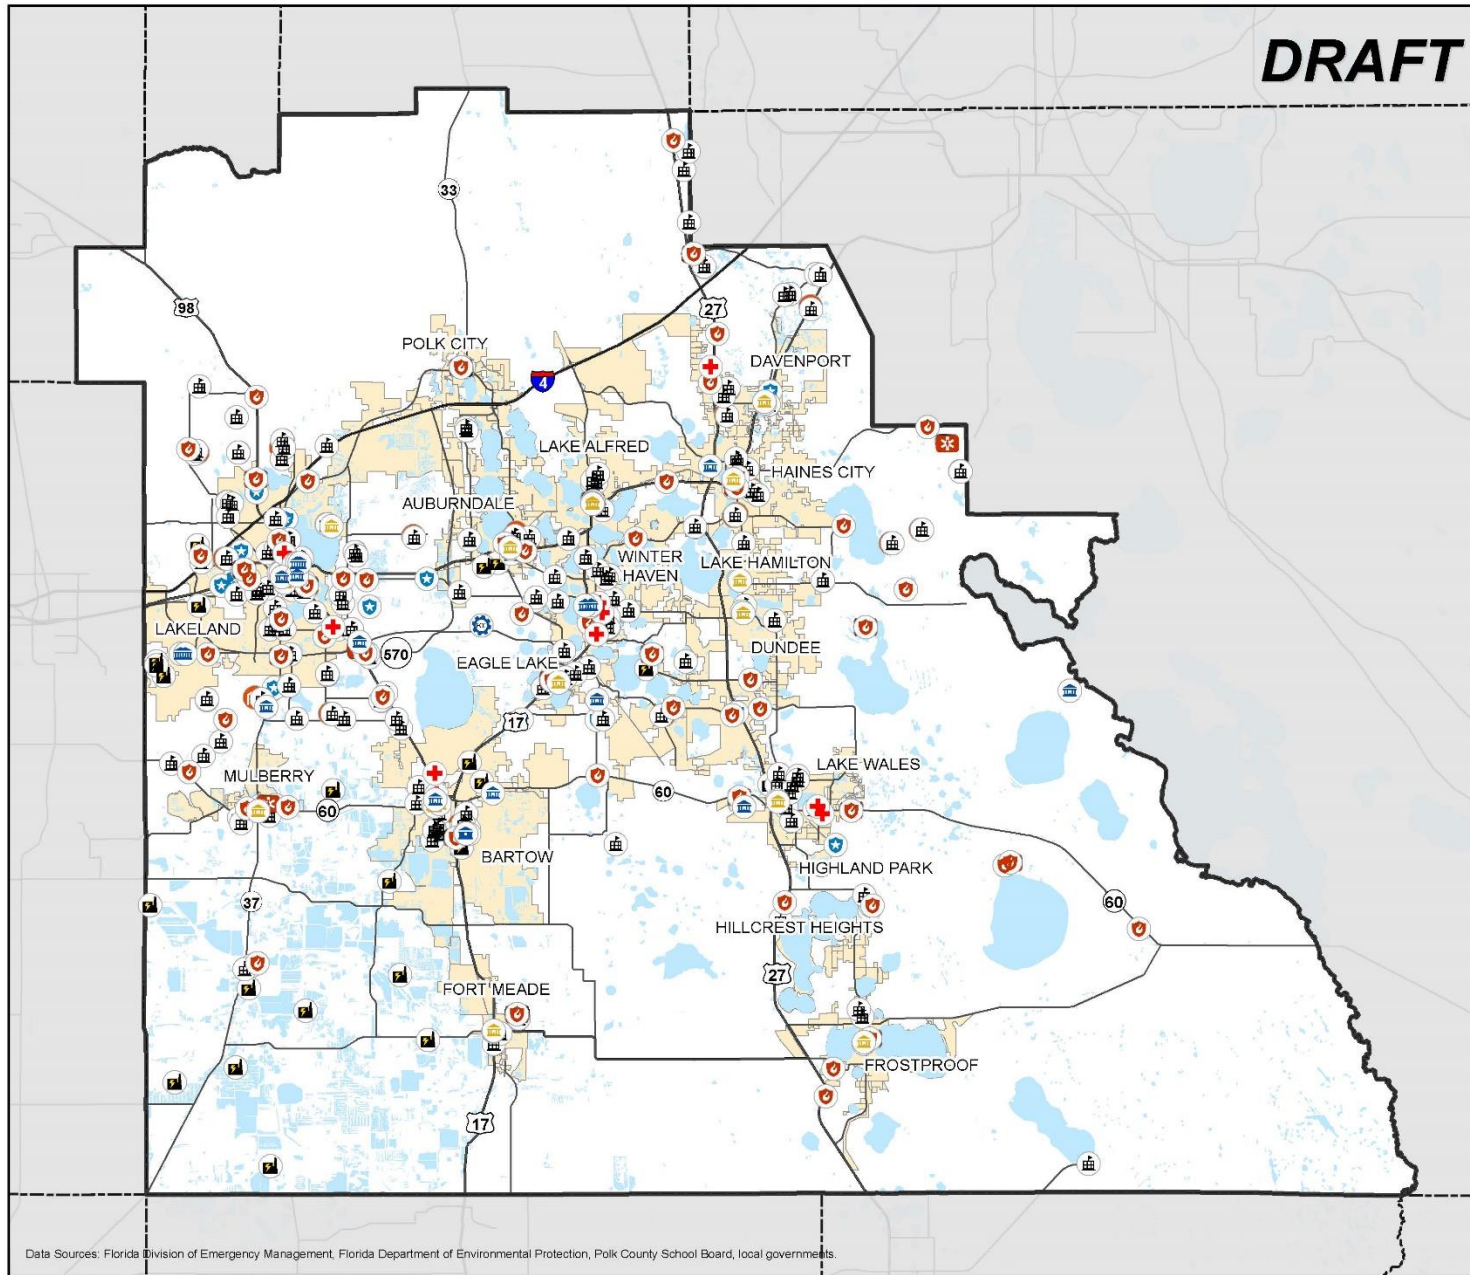 DRAFT
33
98
27
POLK CITY
4
DAVENPORT
LAKE ALFRED
HAINES CITY
AUBURNDALE
WINTER
HAVEN
LAKE HAMILTON
LAKELAND
570
EAGLE LAKE
DUNDEE
17
LAKE WALES
MULBERRY
60
60
BARTOW
HIGHLAND PARK
37
60
HILLCREST HEIGHTS
27
FORT MEADE
FROSTPROOF
17
Data Sources: Florida Division of Emergency Management, Florida Department of Environmental Protection, Polk County School Board, local governments.